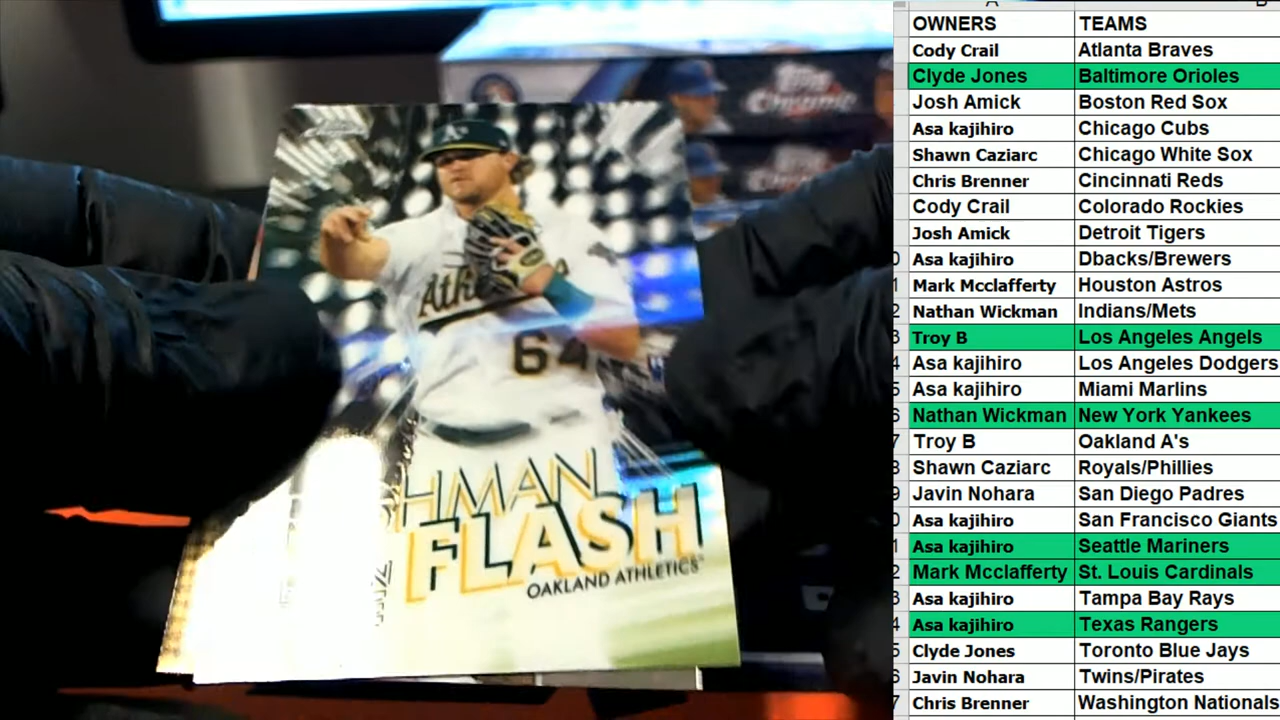 OWNERS TEAMS
Cody Crail Atlanta Braves
Clyde Jones Baltimore Orioles
Josh Amick Boston Red Sox
Asa kajihiro Chicago Cubs
Shawn Caziarc Chicago White Sox
Chris Brenner Cincinnati Reds
Cody Crail Colorado Rockies
Josh Amick Detroit Tigers
Asa kajihiro Dbacks/Brewers
Mark Mcclafferty Houston Astros
Nathan Wickman Indians/Mets
Troy B Los Angeles Angels
Asa kajihiro Los Angeles Dodgers
Asa kajihiro Miami Marlins
Nathan Wickman New York Yankees
Troy B Oakland A's
Shawn Caziarc Royals/Phillies
Javin Nohara San Diego Padres
Asa kajihiro San Francisco Giants
Asa kajihiro Seattle Mariners
Mark Mcclafferty St. Louis Cardinals
Asa kajihiro Tampa Bay Rays
Asa kajihiro Texas Rangers
Clyde Jones Toronto Blue Jays
Javin Nohara Twins/Pirates
Chris Brenner Washington Nationals
Topps
Chrome
Topps
Chrome
A's
64
HMAN
FLASH
OAKLAND ATHLETICS